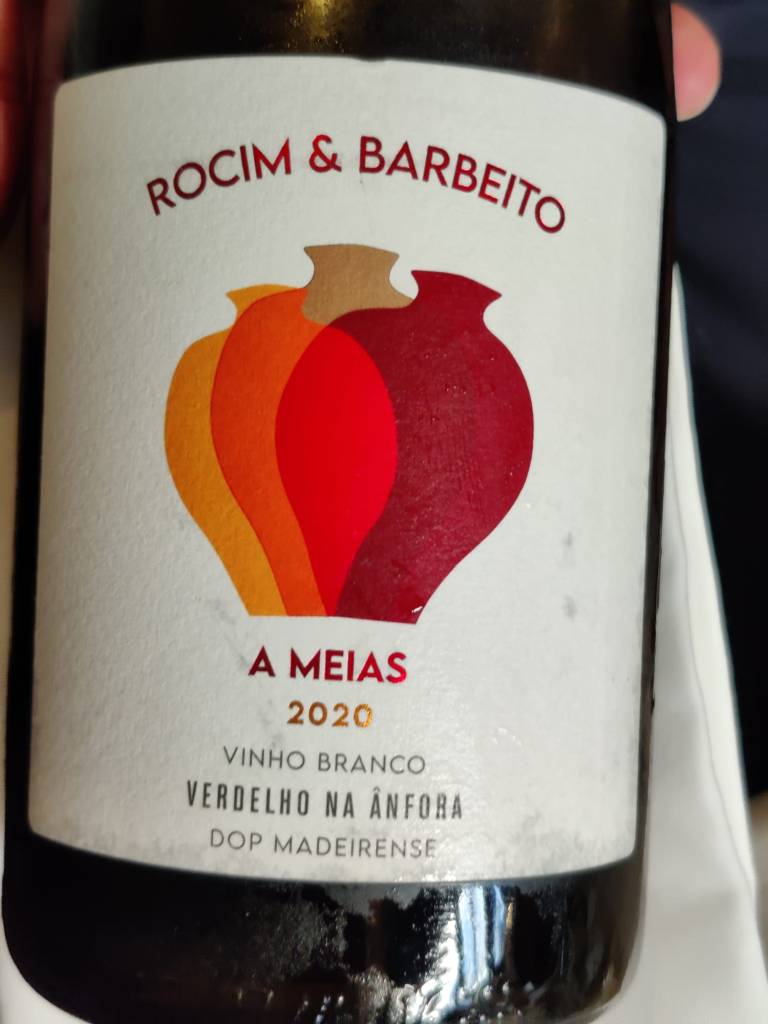 ROCIM & BARBEITO
A MEIAS
2020
VINHO BRANCO
VERDELHO NA ÂNFORA
DOP MADEIRENSE